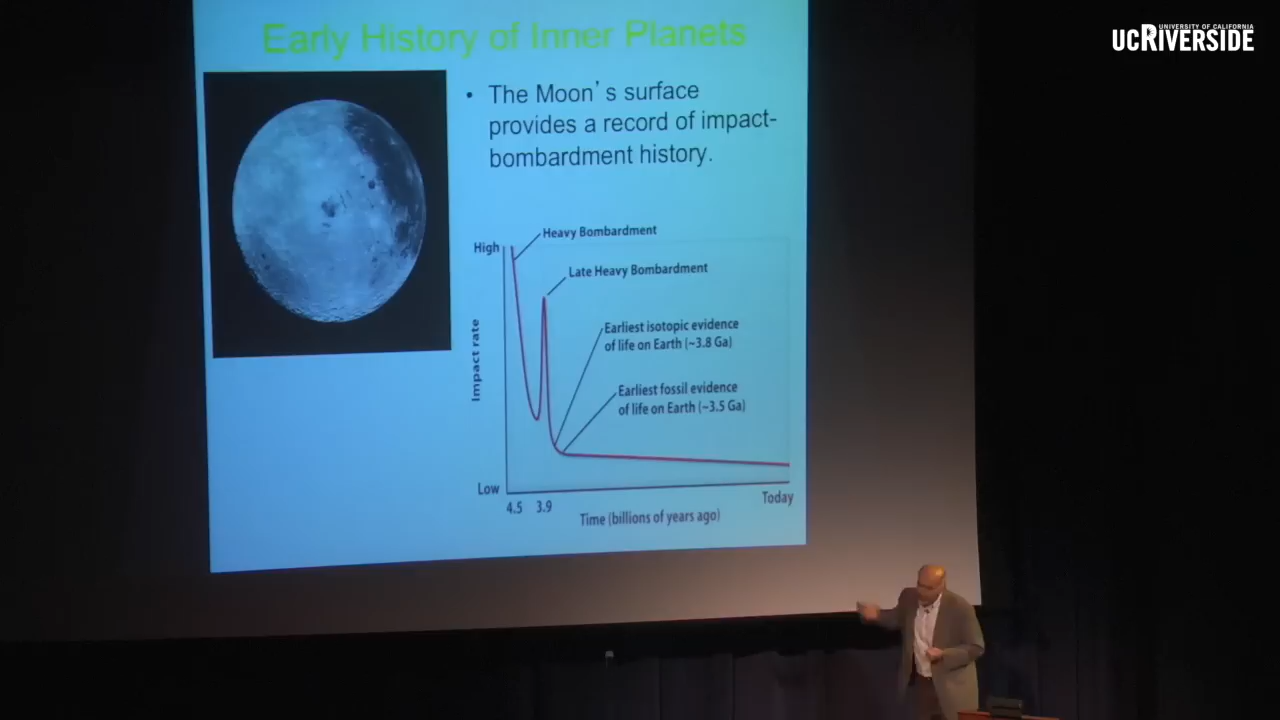 Early History of Inner Planets
UNIVERSITY OF CALIFORNIA
UCRIVERSIDE
• The Moon's surface
provides a record of impact-
bombardment history.
Heavy Bombardment
High
Late Heavy Bombardment
Impact rate
Earliest isotopic evidence
of life on Earth (~3.8 Ga)
Earliest fossil evidence
of life on Earth (~3.5 Ga)
Low
4.5 3.9
Today
Time (billions of years ago)